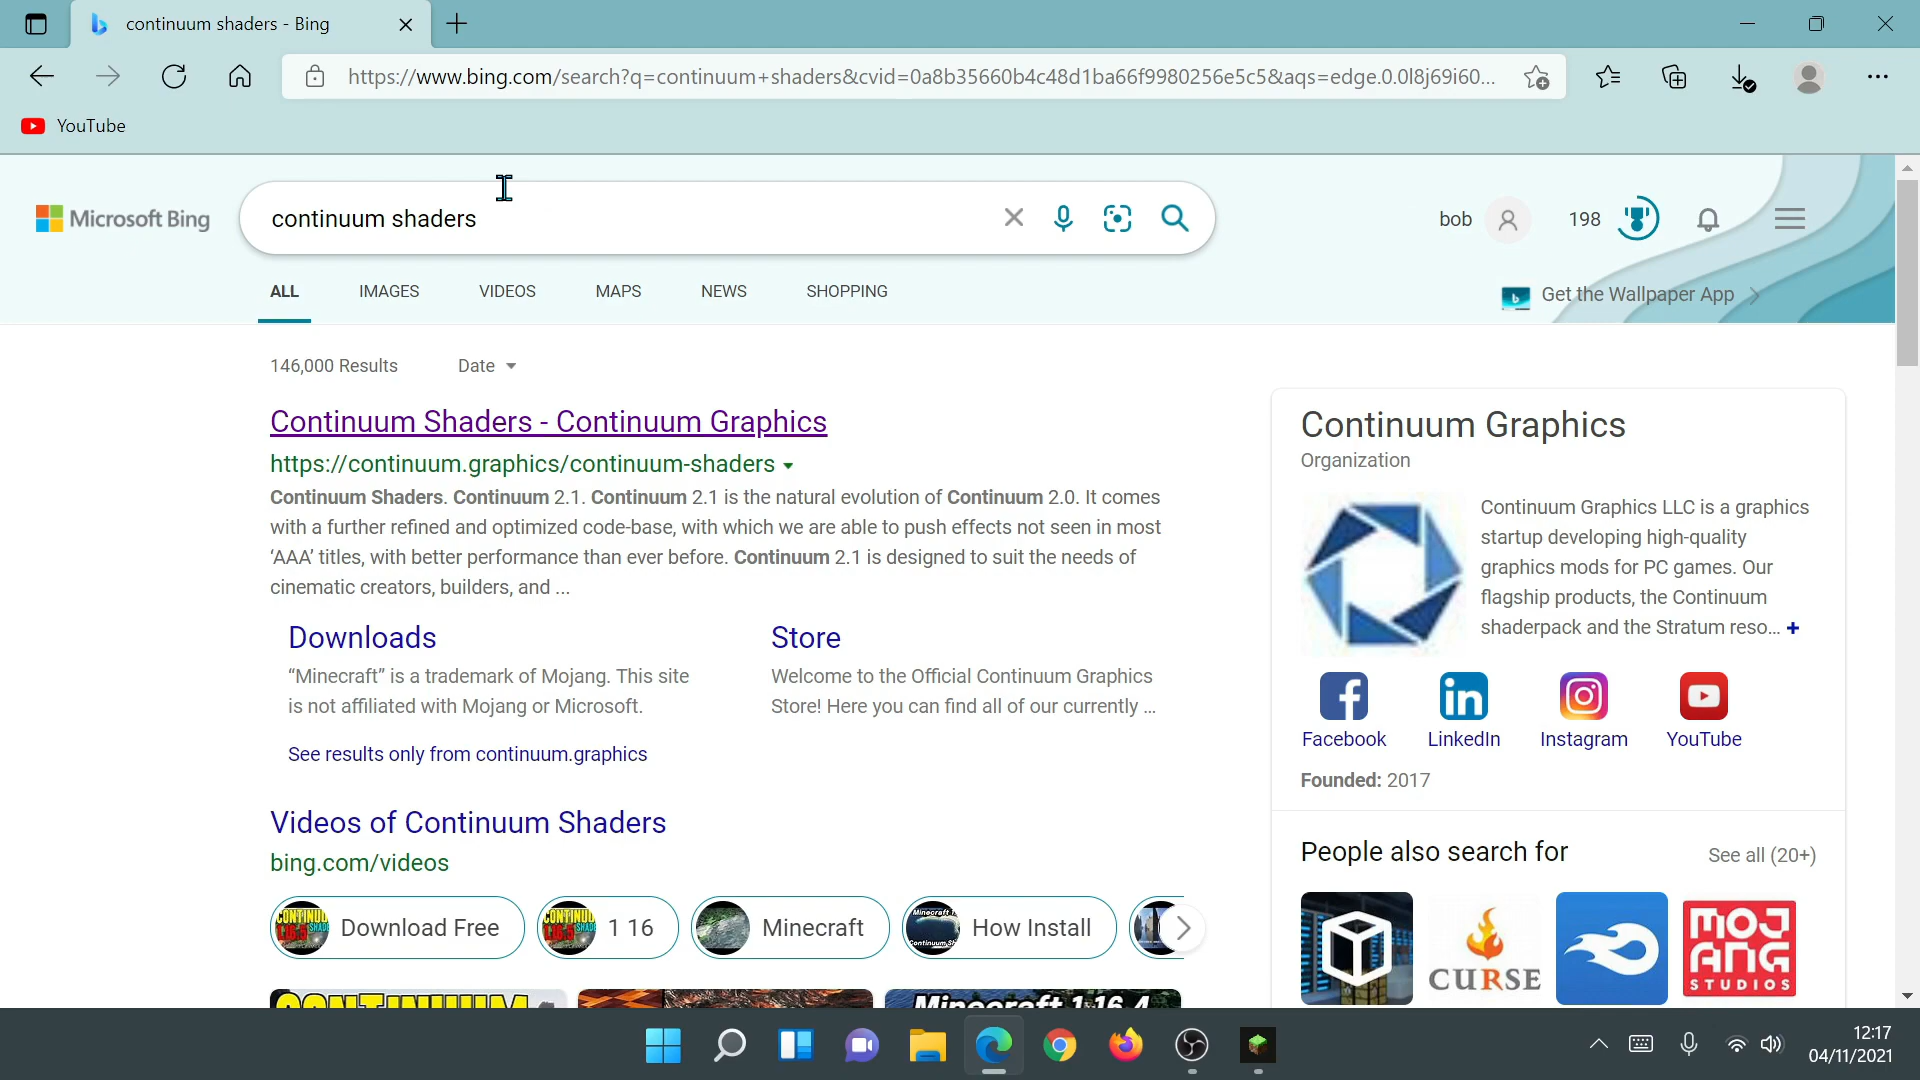 continuum shaders - Bing
https://www.bing.com/search?q=continuum+shaders&cvid=0a8b35660b4c48d1ba66f9980256e5c5&aqs=edge.0.0l8j69i60...
YouTube
Microsoft Bing
continuum shaders
bob
198
ALL
IMAGES
VIDEOS
MAPS
NEWS
SHOPPING
Get the Wallpaper App
146,000 Results
Date
Continuum Shaders - Continuum Graphics
https://continuum.graphics/continuum-shaders
Continuum Shaders. Continuum 2.1. Continuum 2.1 is the natural evolution of Continuum 2.0. It comes
with a further refined and optimized code-base, with which we are able to push effects not seen in most
‘AAA’ titles, with better performance than ever before. Continuum 2.1 is designed to suit the needs of
cinematic creators, builders, and ...
Downloads
“Minecraft” is a trademark of Mojang. This site
is not affiliated with Mojang or Microsoft.
Store
Welcome to the Official Continuum Graphics
Store! Here you can find all of our currently ...
See results only from continuum.graphics
Videos of Continuum Shaders
bing.com/videos
Download Free
1 16
Minecraft
How Install
CONTINUUM
Minecraft 1.16.4
Continuum Graphics
Organization
Continuum Graphics LLC is a graphics
startup developing high-quality
graphics mods for PC games. Our
flagship products, the Continuum
shaderpack and the Stratum reso... +
Facebook
LinkedIn
Instagram
YouTube
Founded: 2017
People also search for
See all (20+)
CURSE
MOJANG
STUDIOS
12:17
04/11/2021